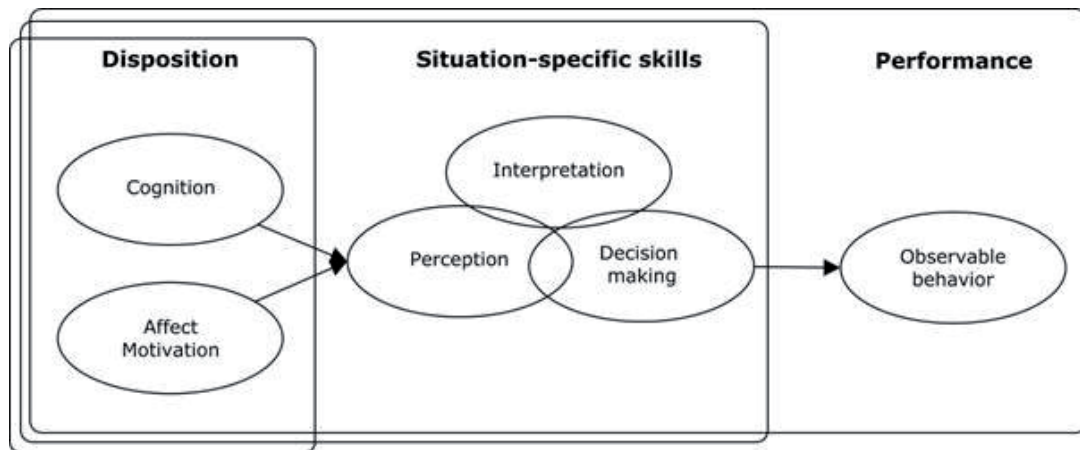 Disposition
Situation-specific skills
Performance
Cognition
Affect
Motivation
Interpretation
Perception
Decision
making
Observable
behavior